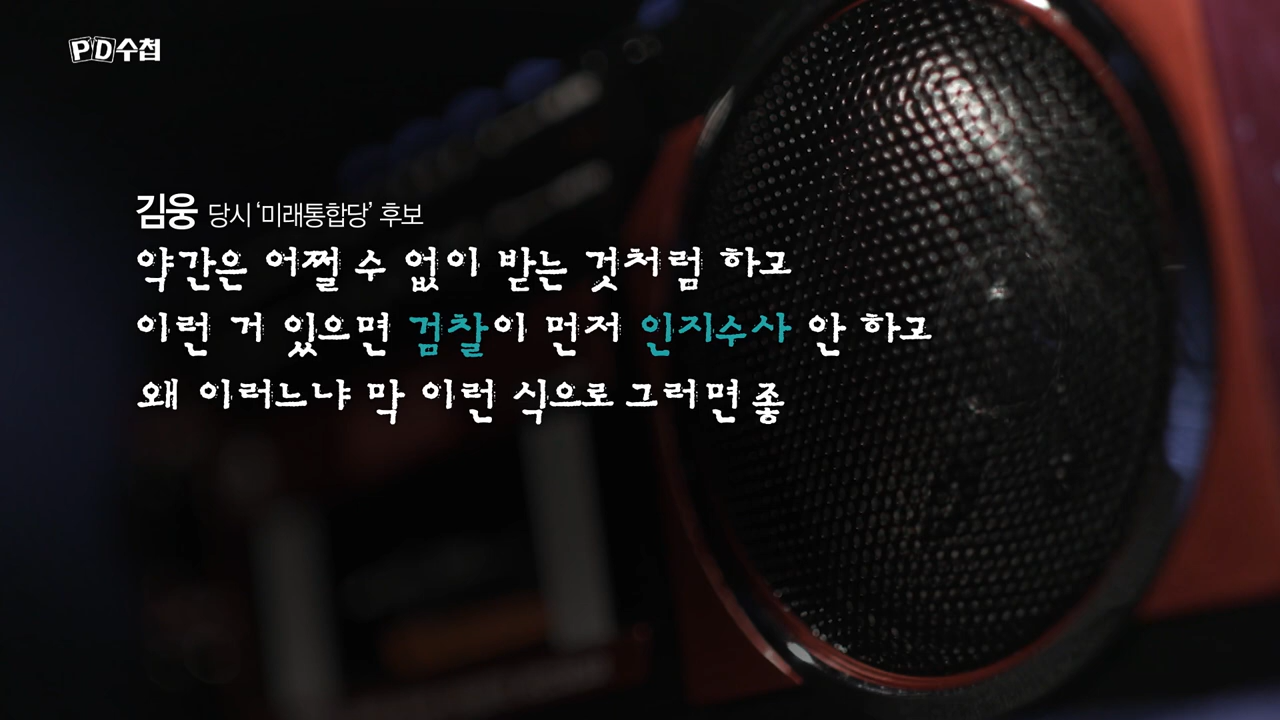 PD수첩
김웅 당시 ‘미래통합당’ 후보
약간은 어쩔 수 없이 받는 것처럼 하고
이런 거 있으면 검찰이 먼저 인지수사 안 하고
왜 이러느냐 막 이런 식으로 그러면 좋